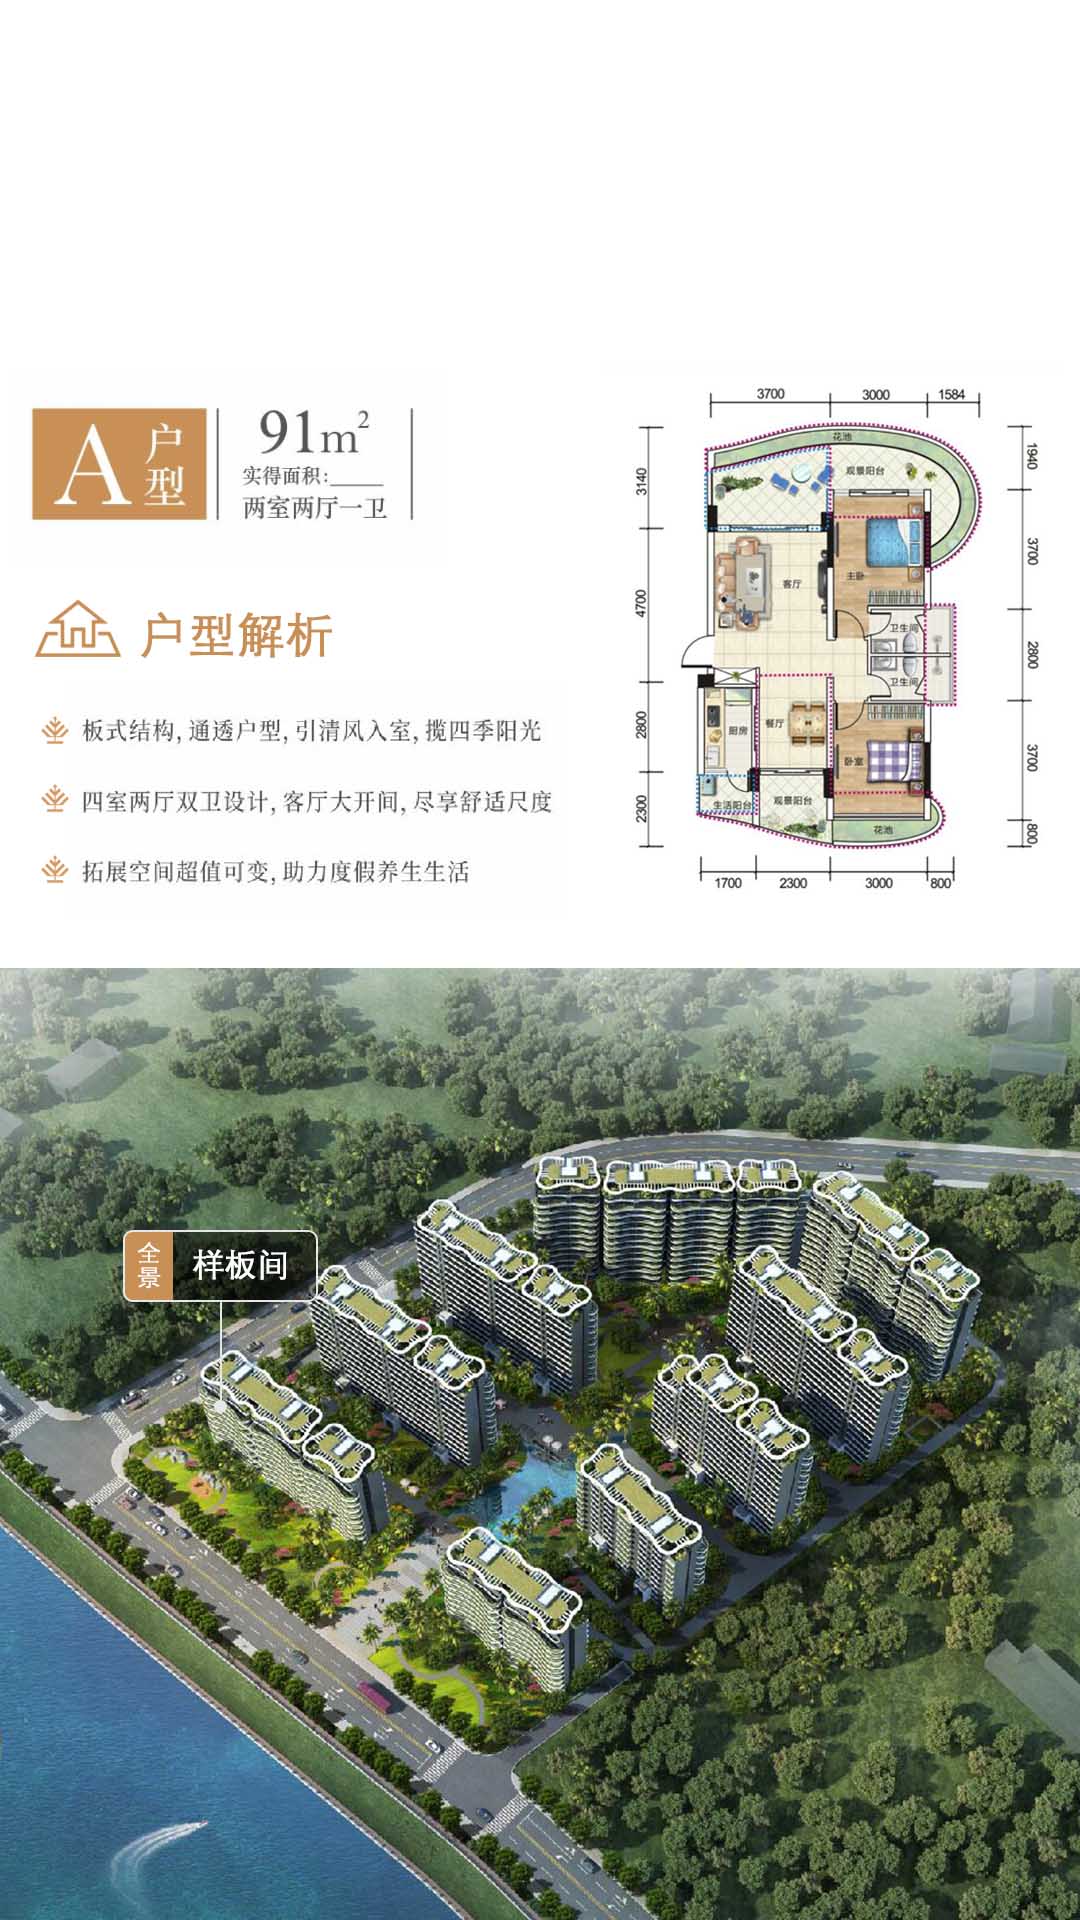 A户型
91m²
实得面积:____
两室两厅一卫
户型解析
板式结构, 通透户型, 引清风入室, 揽四季阳光
四室两厅双卫设计, 客厅大开间, 尽享舒适尺度
拓展空间超值可变, 助力度假养生生活
3700 3000 1584
花池
观景阳台
3140
1940
主卧
客厅
3700
4700
卫生间
2800
卫生间
2800
餐厅
阳房
卧室
3700
生活阳台
观景阳台
2300
花池
800
1700 2300 3000 800
全景 样板间